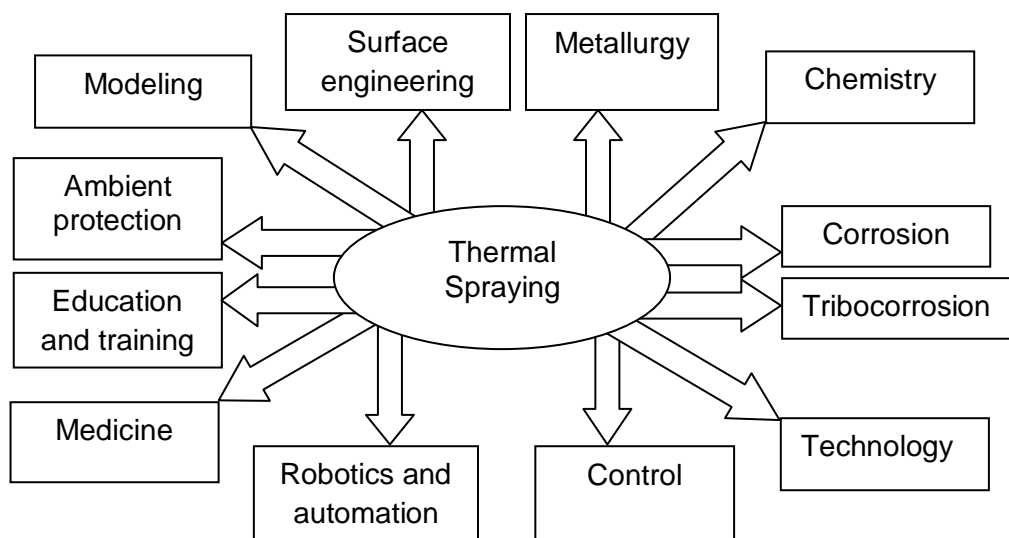 Surface
engineering
Metallurgy
Modeling
Chemistry
Ambient
protection
Thermal
Spraying
Corrosion
Education
and training
Tribocorrosion
Medicine
Technology
Robotics and
automation
Control